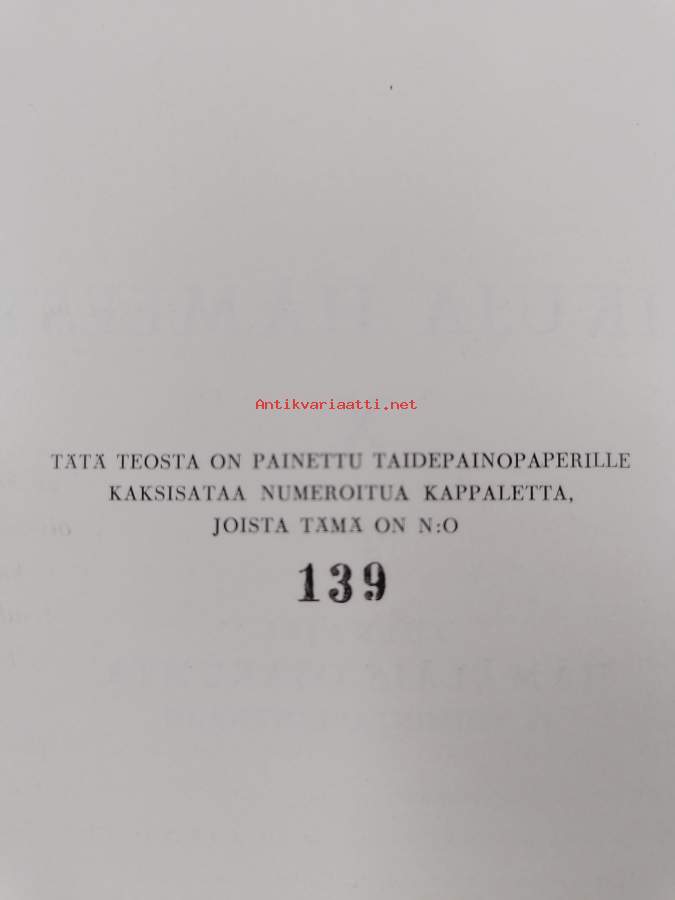 Antikvariaatti.net
TÄTÄ TEOSTA ON PAINETTU TAIDEPAINOPAPERILLE
KAKSISATAA NUMEROITUA KAPPALETTA,
JOISTA TÄMÄ ON N:O
139